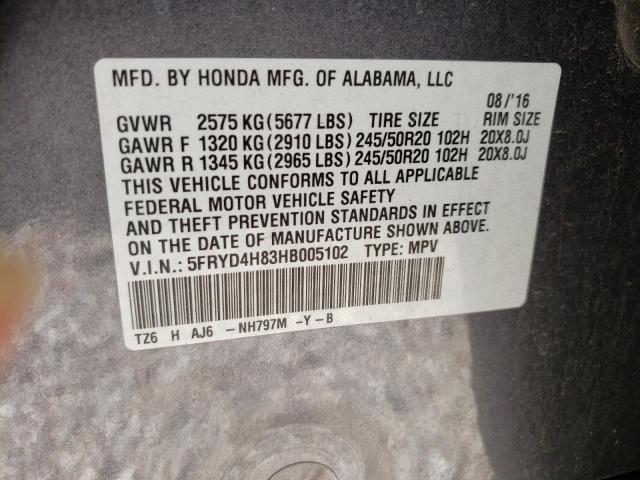 MFD. BY HONDA MFG. OF ALABAMA, LLC
08/'16
GVWR 2575 KG(5677 LBS) TIRE SIZE RIM SIZE
GAWR F 1320 KG(2910 LBS) 245/50R20 102H 20X8.0J
GAWR R 1345 KG(2965 LBS) 245/50R20 102H 20X8.0J
THIS VEHICLE CONFORMS TO ALL APPLICABLE
FEDERAL MOTOR VEHICLE SAFETY
AND THEFT PREVENTION STANDARDS IN EFFECT
ON THE DATE OF MANUFACTURE SHOWN ABOVE.
V.I.N.: 5FRYD4H83HB005102 TYPE: MPV
TZ6 H AJ6 -NH797M -Y-B